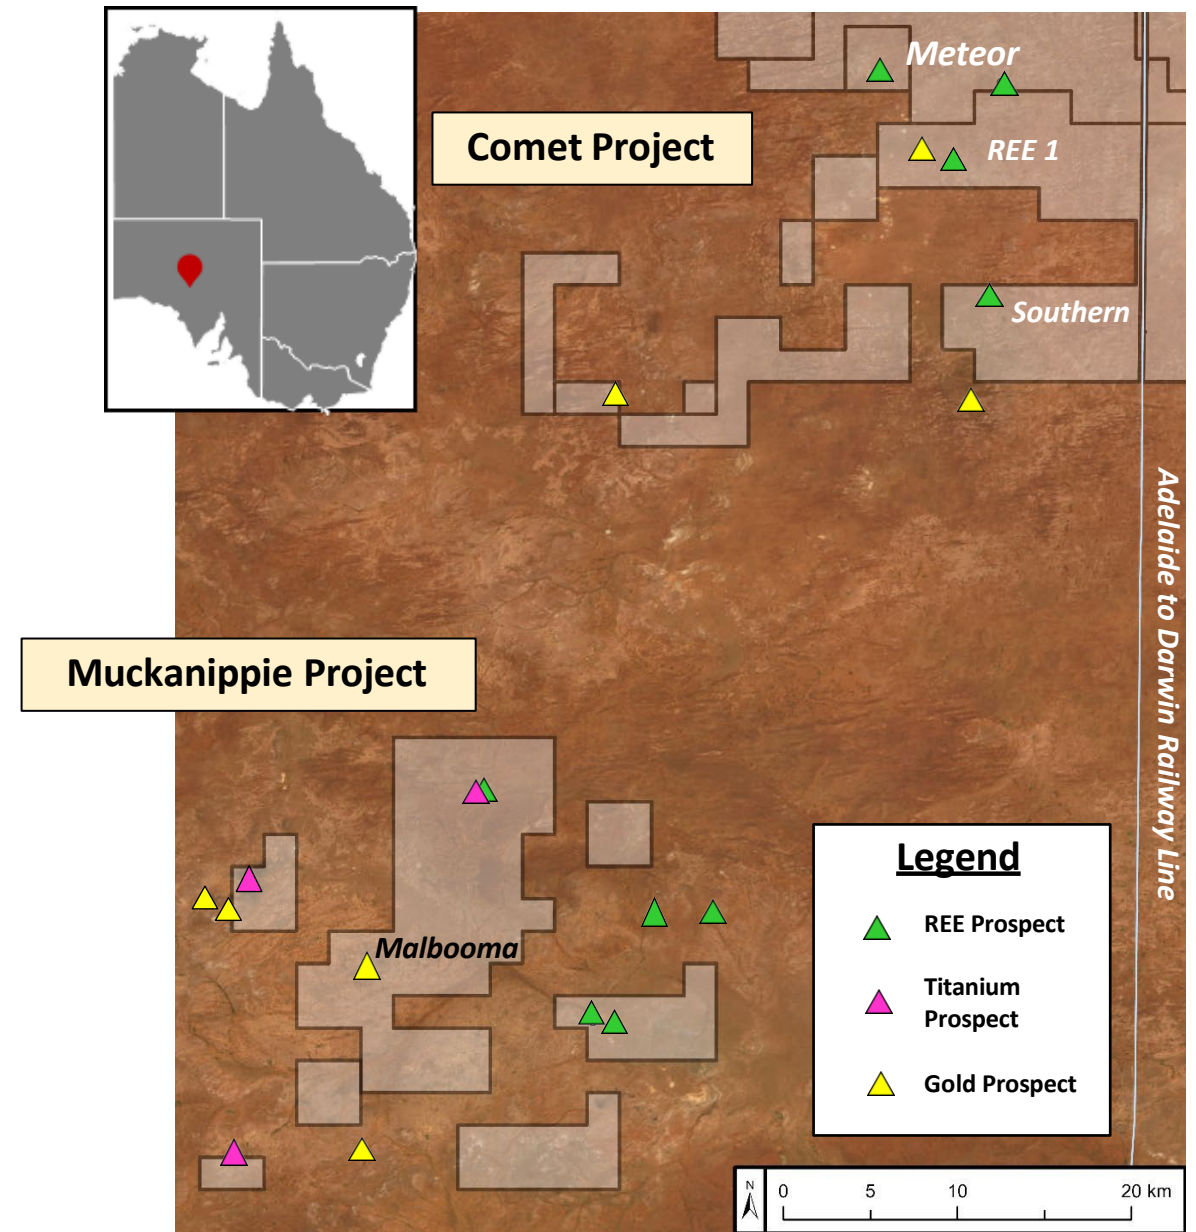 Meteor
Comet Project
REE 1
Southern
Adelaide to Darwin Railway Line
Muckanippie Project
Malbooma
Legend
REE Prospect
Titanium
Prospect
Gold Prospect
N
0 5 10 20 km